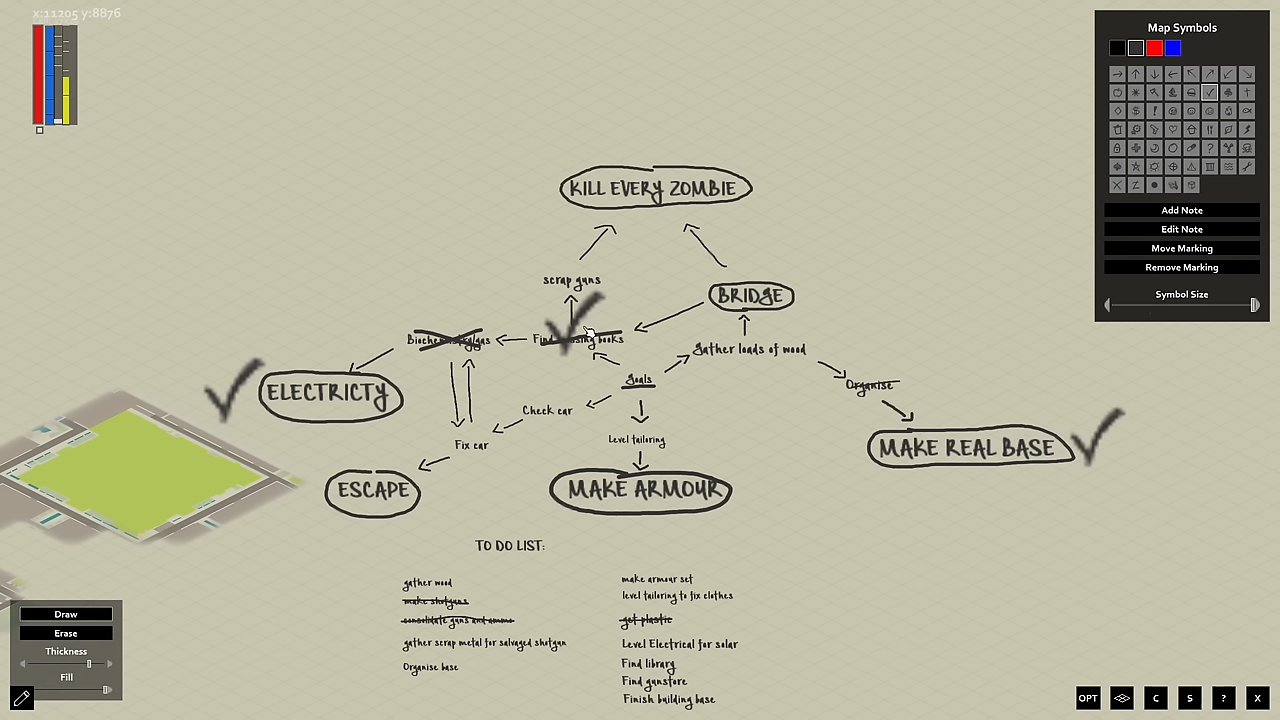 x:11205 y:8876
Map Symbols
KILL EVERY ZOMBIE
scrap guns
BRIDGE
Find books
Gather loads of wood
Goals
Organise
ELECTRICTY
Check car
Level tailoring
Fix car
MAKE REAL BASE
ESCAPE
MAKE ARMOUR
TO DO LIST:
gather wood
make shotguns
consolidate guns and ammo
gather scrap metal for salvaged shotgun
Organise base
make armour set
level tailoring to fix clothes
get plastic
Level Electrical for solar
Find library
Find gunstore
Finish building base
Add Note
Edit Note
Move Marking
Remove Marking
Symbol Size
Draw
Erase
Thickness
Fill
OPT
C
S
?
X